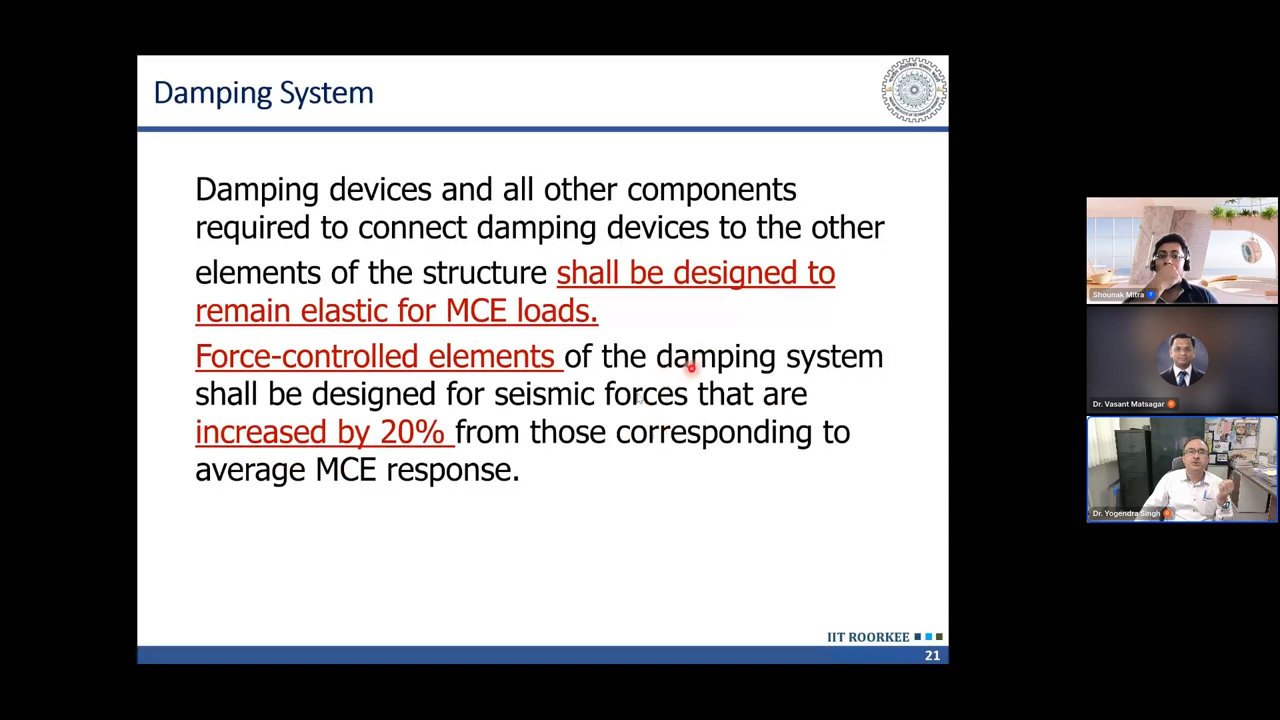 Damping System
Damping devices and all other components
required to connect damping devices to the other
elements of the structure shall be designed to
remain elastic for MCE loads.
Force-controlled elements of the damping system
shall be designed for seismic forces that are
increased by 20% from those corresponding to
average MCE response.
IIT ROORKEE
21
Shounak Mitra
Dr. Vasant Matsagar
Dr. Yogendra Singh